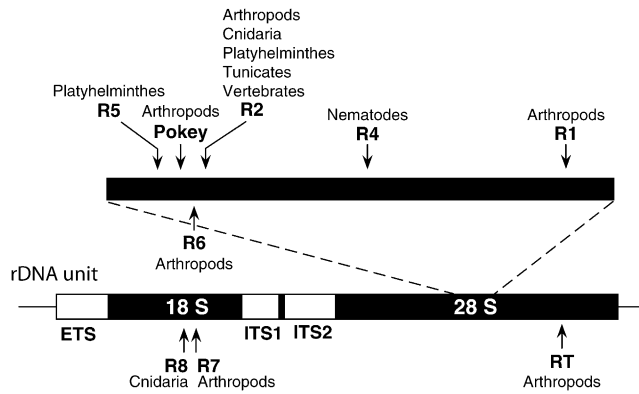 Arthropods
Cnidaria
Platyhelminthes
Tunicates
Vertebrates
R2
Platyhelminthes
R5
Arthropods
Pokey
Nematodes
R4
Arthropods
R1
R6
Arthropods
rDNA unit
18 S
28 S
ETS
ITS1
ITS2
R8
Cnidaria
R7
Arthropods
RT
Arthropods